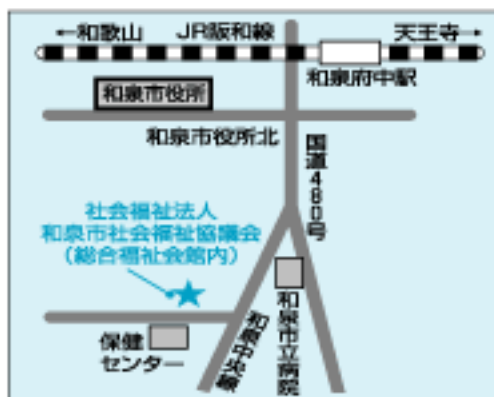 ←和歌山
JR阪和線
天王寺→
和泉府中駅
和泉市役所
和泉市役所北
国道480号
社会福祉法人
和泉市社会福祉協議会
(総合福祉会館内)
和泉市立病院
和泉中央線
保健
センター